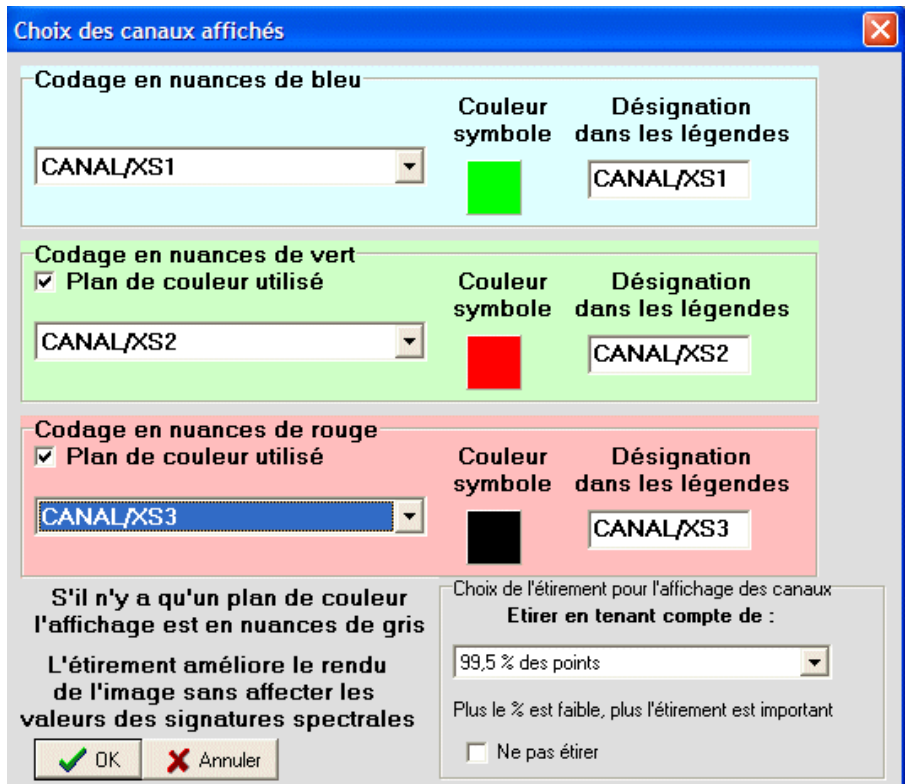 Choix des canaux affichés
Codage en nuances de bleu
Couleur symbole
Désignation dans les légendes
CANAL/XS1
CANAL/XS1
Codage en nuances de vert
Plan de couleur utilisé
Couleur symbole
Désignation dans les légendes
CANAL/XS2
CANAL/XS2
Codage en nuances de rouge
Plan de couleur utilisé
Couleur symbole
Désignation dans les légendes
CANAL/XS3
CANAL/XS3
S'il n'y a qu'un plan de couleur
l'affichage est en nuances de gris
L'étirement améliore le rendu
de l'image sans affecter les
valeurs des signatures spectrales
OK
Annuler
Choix de l'étirement pour l'affichage des canaux
Etirer en tenant compte de :
99,5 % des points
Plus le % est faible, plus l'étirement est important
Ne pas étirer